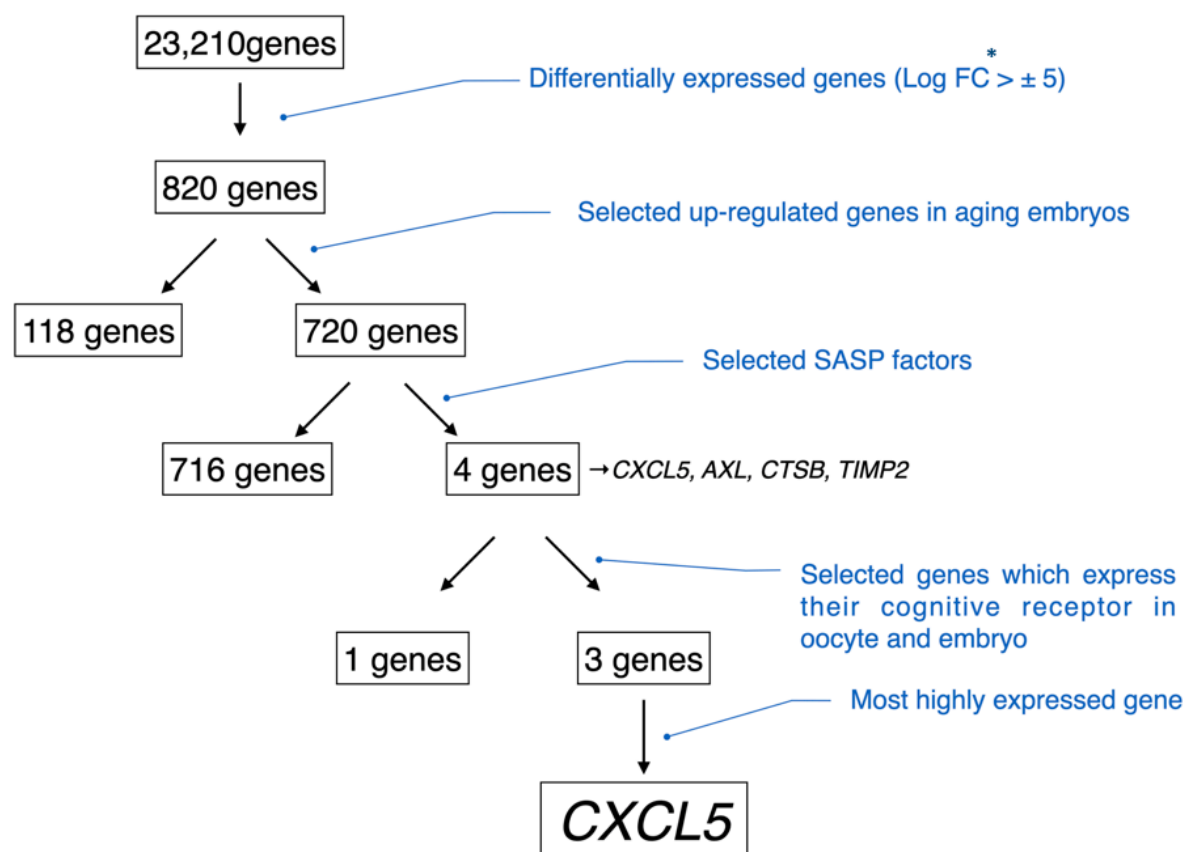 23,210genes
*
Differentially expressed genes (Log FC > ± 5)
820 genes
Selected up-regulated genes in aging embryos
118 genes
720 genes
Selected SASP factors
716 genes
4 genes
→CXCL5, AXL, CTSB, TIMP2
Selected genes which express
their cognitive receptor in
oocyte and embryo
1 genes
3 genes
Most highly expressed gene
CXCL5